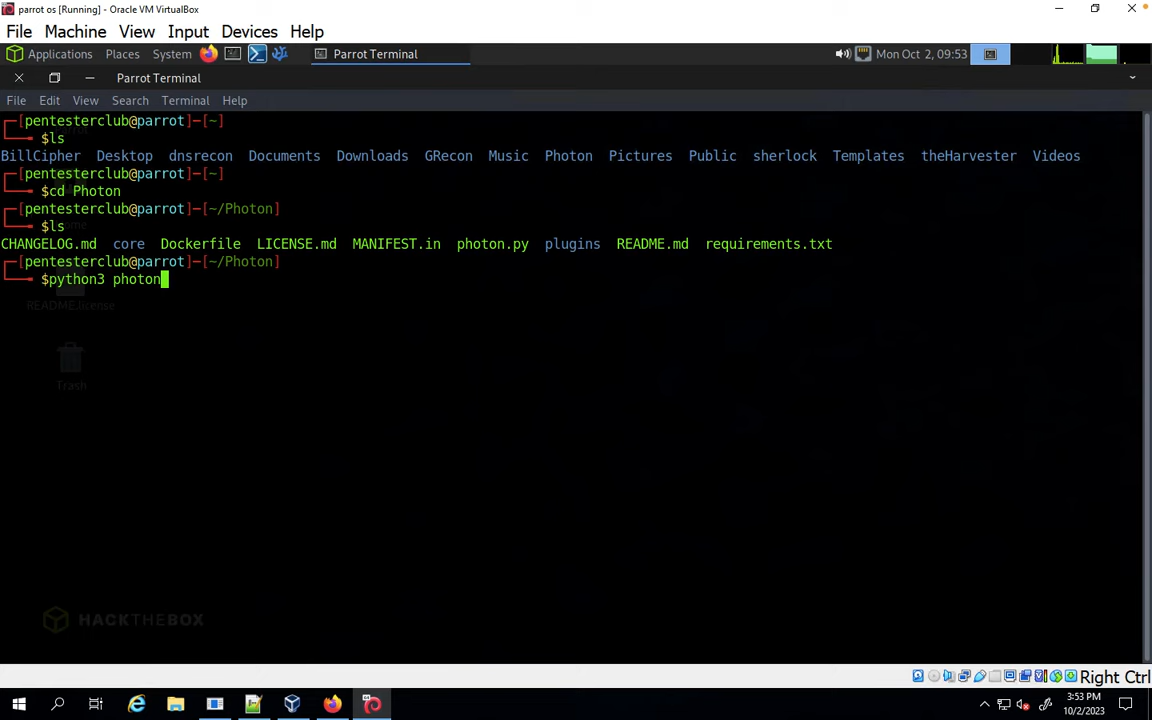 parrot os [Running] - Oracle VM VirtualBox
File Machine View Input Devices Help
Applications Places System Parrot Terminal Mon Oct 2, 09:53
Parrot Terminal
File Edit View Search Terminal Help
┌─[pentesterclub@parrot]─[~]
└──╼ $ls
BillCipher Desktop dnsrecon Documents Downloads GRecon Music Photon Pictures Public sherlock Templates theHarvester Videos
┌─[pentesterclub@parrot]─[~]
└──╼ $cd Photon
┌─[pentesterclub@parrot]─[~/Photon]
└──╼ $ls
CHANGELOG.md core Dockerfile LICENSE.md MANIFEST.in photon.py plugins README.md requirements.txt
┌─[pentesterclub@parrot]─[~/Photon]
└──╼ $python3 photon
README.license
Trash
HACKTHEBOX
Right Ctrl
3:53 PM
10/2/2023